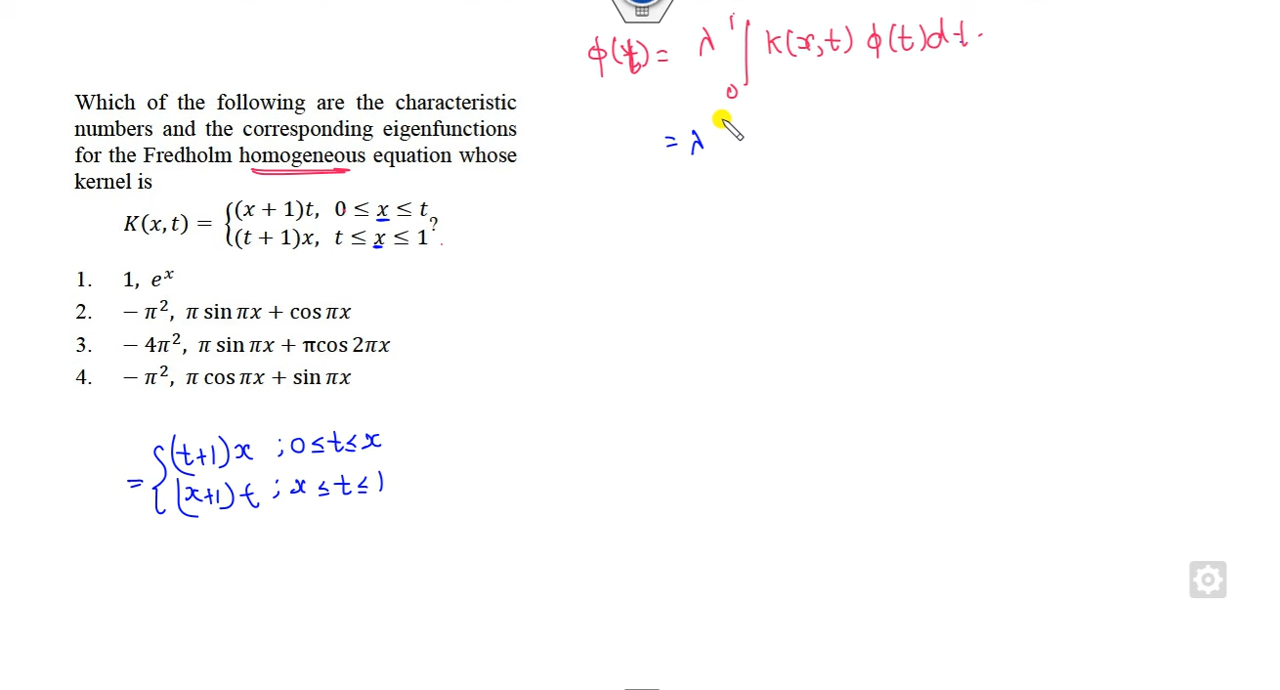 ϕ(t) = λ ∫₀¹ K(x,t) ϕ(t)dt.
= λ
Which of the following are the characteristic
numbers and the corresponding eigenfunctions
for the Fredholm homogeneous equation whose
kernel is
K(x, t) = {(x + 1)t, 0 ≤ x ≤ t
{(t + 1)x, t ≤ x ≤ 1 ?
1. 1, eˣ
2. − π², π sin πx + cos πx
3. − 4π², π sin πx + πcos 2πx
4. − π², π cos πx + sin πx
= {(t+1)x ; 0 ≤ t ≤ x
{(x+1)t ; x ≤ t ≤ 1